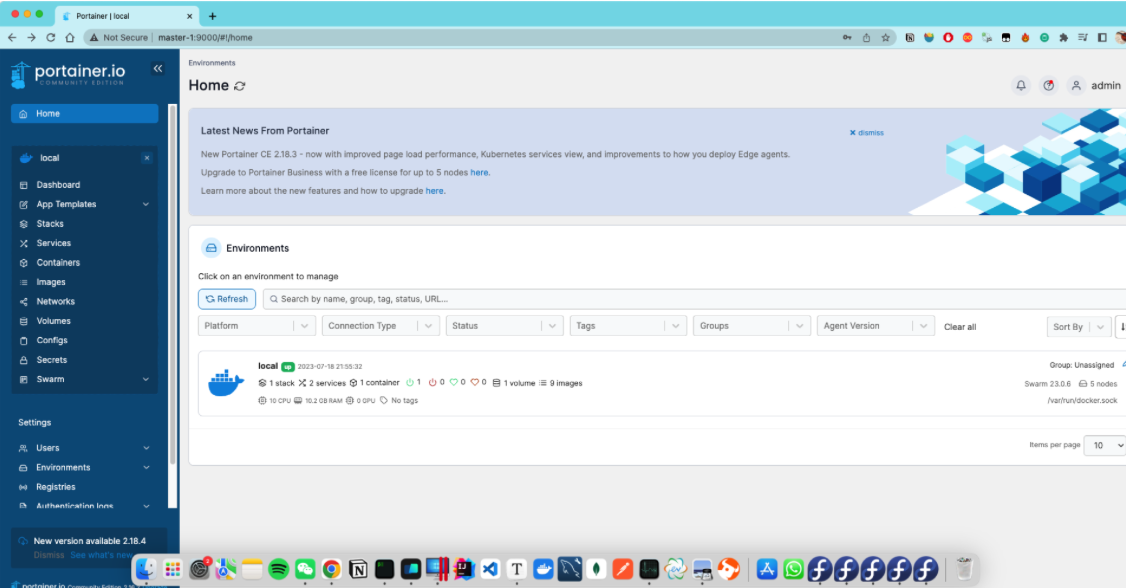 Portainer | local
Not Secure | master-1:9000/#!/home
portainer.io
COMMUNITY EDITION
Home
local
Dashboard
App Templates
Stacks
Services
Containers
Images
Networks
Volumes
Configs
Secrets
Swarm
Settings
Users
Environments
Registries
Authentication logs
New version available 2.18.4
Dismiss See what's new
portainer.io Community Edition
Environments
Home
admin
Latest News From Portainer
dismiss
New Portainer CE 2.18.3 - now with improved page load performance, Kubernetes services view, and improvements to how you deploy Edge agents.
Upgrade to Portainer Business with a free license for up to 5 nodes here.
Learn more about the new features and how to upgrade here.
Environments
Click on an environment to manage
Refresh
Search by name, group, tag, status, URL...
Platform
Connection Type
Status
Tags
Groups
Agent Version
Clear all
Sort By
local up 2023-07-18 21:55:32
Group: Unassigned
1 stack 2 services 1 container 1 0 0 0 1 volume 9 images
Swarm 23.0.6 5 nodes
10 CPU 10.2 GB RAM 0 GPU No tags
/var/run/docker.sock
Items per page 10